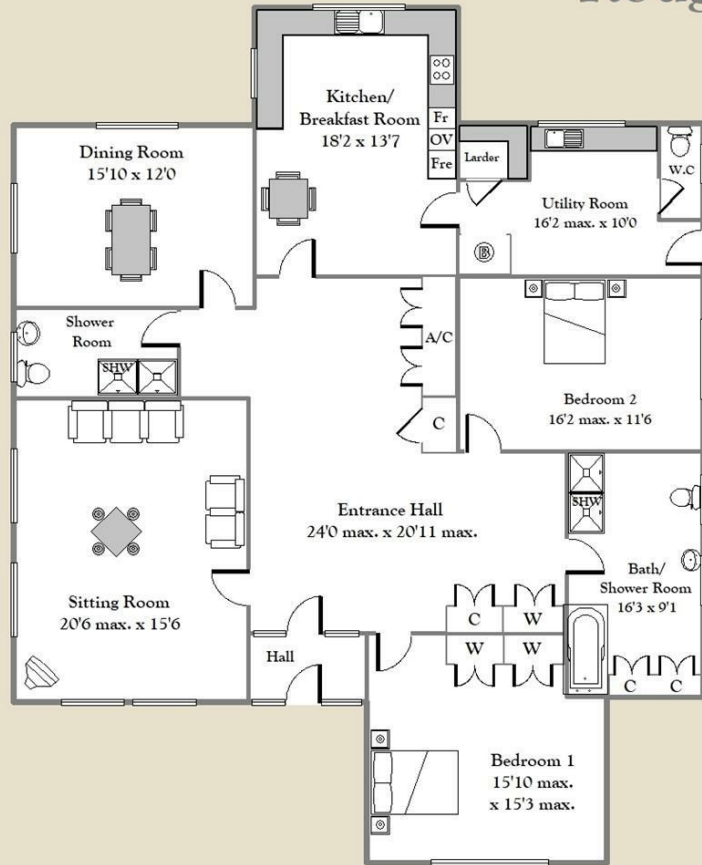 Kitchen/
Breakfast Room
18'2 x 13'7
Fr
OV
Fre
Dining Room
15'10 x 12'0
Larder
W.C
Utility Room
16'2 max. x 10'0
B
Shower
Room
SHW
A/C
C
Bedroom 2
16'2 max. x 11'6
SHW
Entrance Hall
24'0 max. x 20'11 max.
Bath/
Shower Room
16'3 x 9'1
Sitting Room
20'6 max. x 15'6
C
W
Hall
W
W
C
C
Bedroom 1
15'10 max.
x 15'3 max.